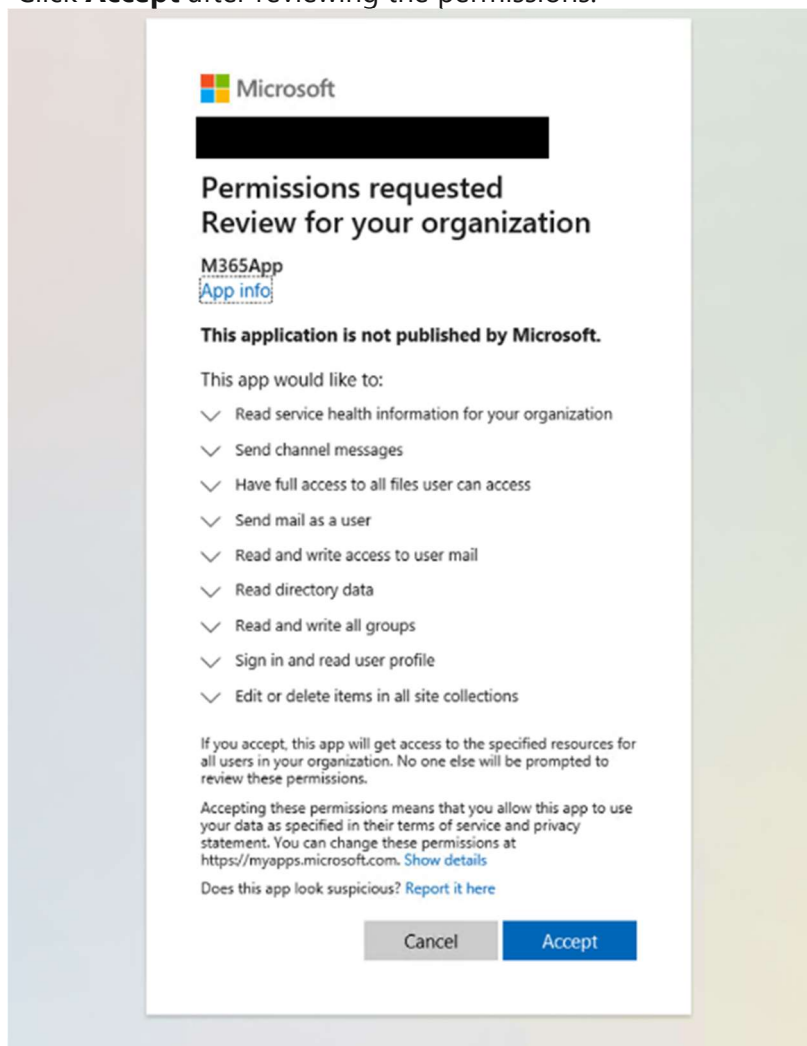 Click Accept after reviewing the permissions.
Microsoft
Permissions requested
Review for your organization
M365App
App info
This application is not published by Microsoft.
This app would like to:
Read service health information for your organization
Send channel messages
Have full access to all files user can access
Send mail as a user
Read and write access to user mail
Read directory data
Read and write all groups
Sign in and read user profile
Edit or delete items in all site collections
If you accept, this app will get access to the specified resources for
all users in your organization. No one else will be prompted to
review these permissions.
Accepting these permissions means that you allow this app to use
your data as specified in their terms of service and privacy
statement. You can change these permissions at
https://myapps.microsoft.com. Show details
Does this app look suspicious? Report it here
Cancel
Accept